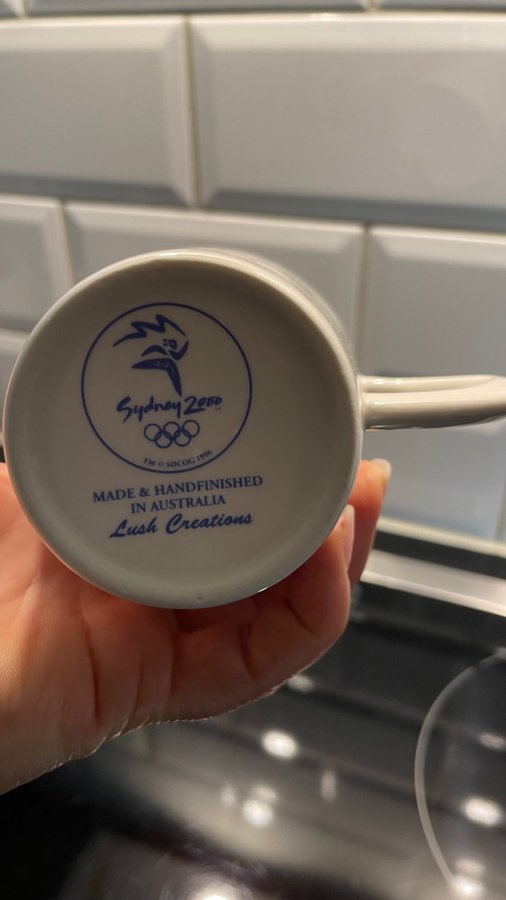 Sydney 2000
TM © SOCOG 1996
MADE & HANDFINISHED
IN AUSTRALIA
Lush Creations